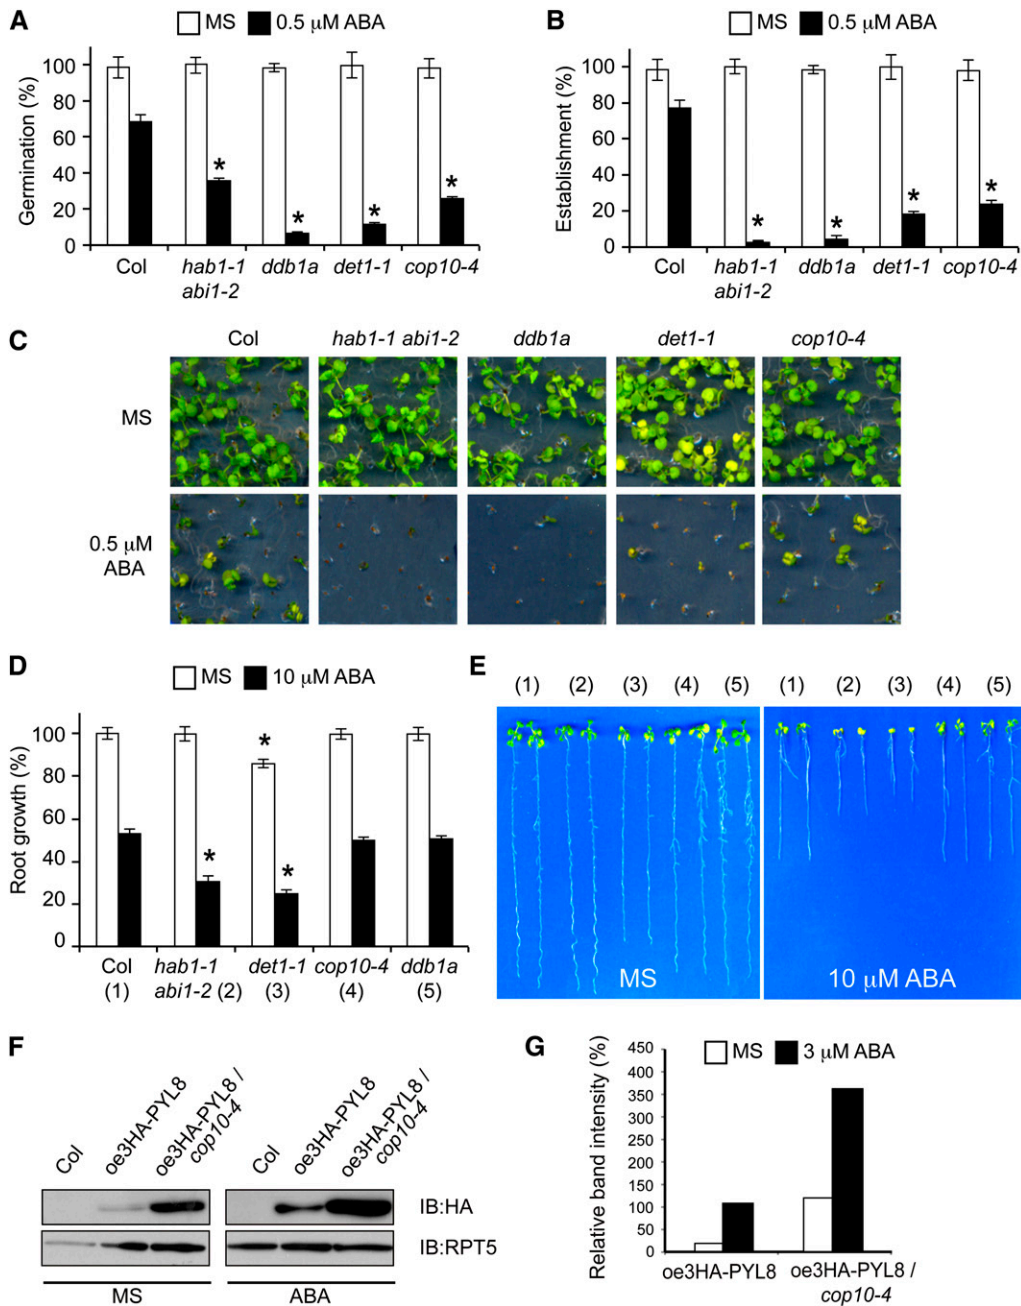 A
MS 0.5 µM ABA
Germination (%)
100
80
60
40
20
0
* * * *
Col hab1-1 abi1-2 ddb1a det1-1 cop10-4
B
MS 0.5 µM ABA
Establishment (%)
100
80
60
40
20
0
* * * *
Col hab1-1 abi1-2 ddb1a det1-1 cop10-4
C
Col hab1-1 abi1-2 ddb1a det1-1 cop10-4
MS
0.5 µM
ABA
D
MS 10 µM ABA
Root growth (%)
100
80
60
40
20
0
* * *
Col hab1-1 det1-1 cop10-4 ddb1a
(1) abi1-2 (2) (3) (4) (5)
E
(1) (2) (3) (4) (5) (1) (2) (3) (4) (5)
MS 10 µM ABA
F
Col oe3HA-PYL8 oe3HA-PYL8 / cop10-4 Col oe3HA-PYL8 oe3HA-PYL8 / cop10-4
IB:HA
IB:RPT5
MS ABA
G
MS 3 µM ABA
Relative band intensity (%)
450
400
350
300
250
200
150
100
50
0
oe3HA-PYL8 oe3HA-PYL8 /
cop10-4